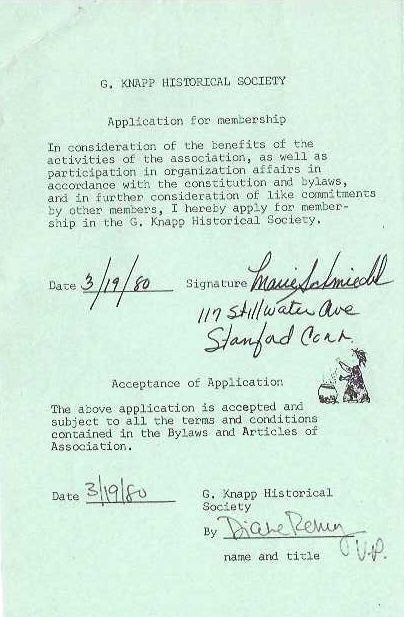 G. KNAPP HISTORICAL SOCIETY
Application for membership
In consideration of the benefits of the
activities of the association, as well as
participation in organization affairs in
accordance with the constitution and bylaws,
and in further consideration of like commitments
by other members, I hereby apply for member-
ship in the G. Knapp Historical Society.
Date 3/19/80 Signature Marie Schmiedel
117 Stillwater Ave
Stamford Conn.
Acceptance of Application
The above application is accepted and
subject to all the terms and conditions
contained in the Bylaws and Articles of
Association.
Date 3/19/80 G. Knapp Historical
Society
By Diane
V.P.
name and title